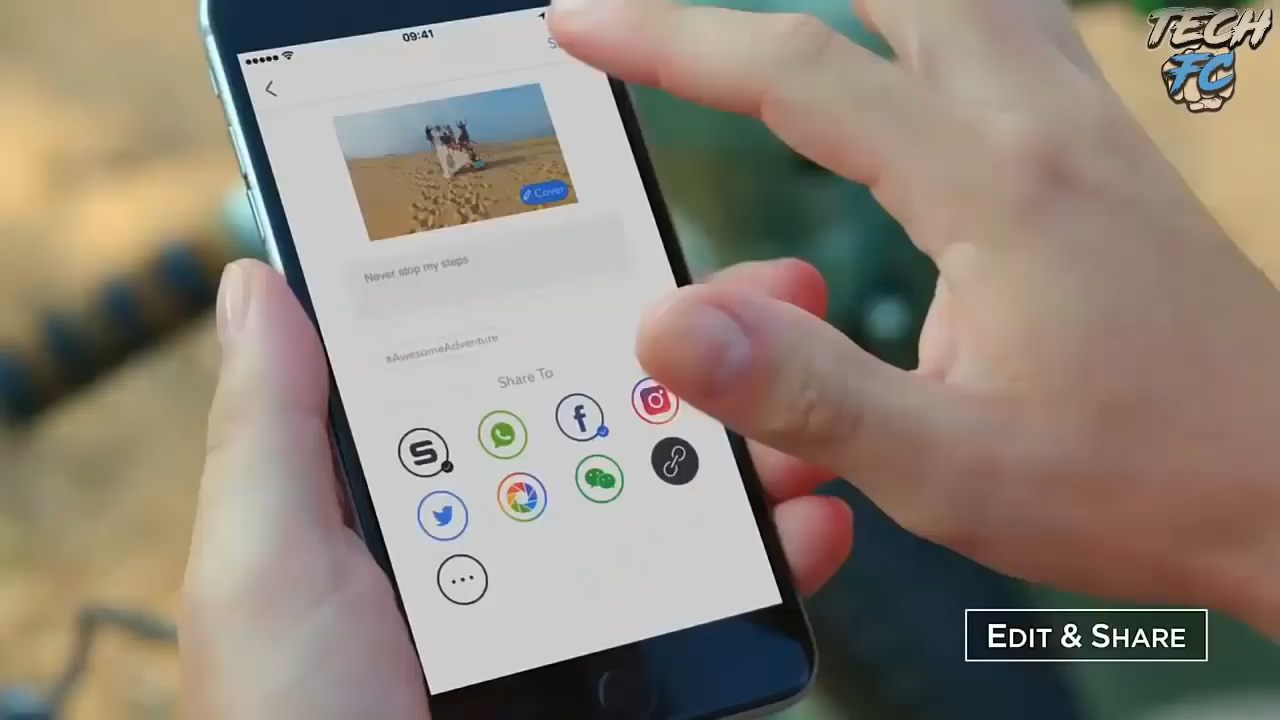 TECH
FC
09:41
Cover
Never stop my steps
#AwesomeAdventure
Share To
EDIT & SHARE